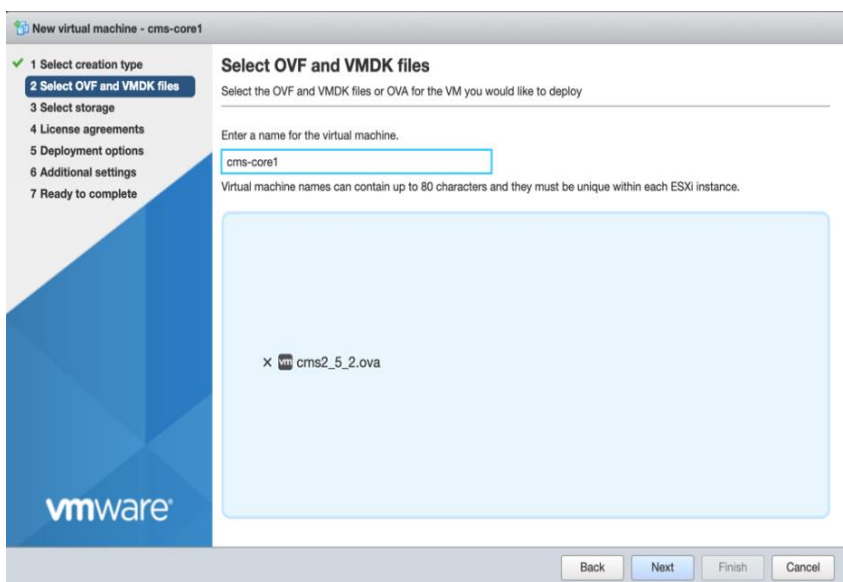 New virtual machine - cms-core1
1 Select creation type
2 Select OVF and VMDK files
3 Select storage
4 License agreements
5 Deployment options
6 Additional settings
7 Ready to complete
vmware®
Select OVF and VMDK files
Select the OVF and VMDK files or OVA for the VM you would like to deploy
Enter a name for the virtual machine.
cms-core1
Virtual machine names can contain up to 80 characters and they must be unique within each ESXi instance.
× vm cms2_5_2.ova
Back Next Finish Cancel